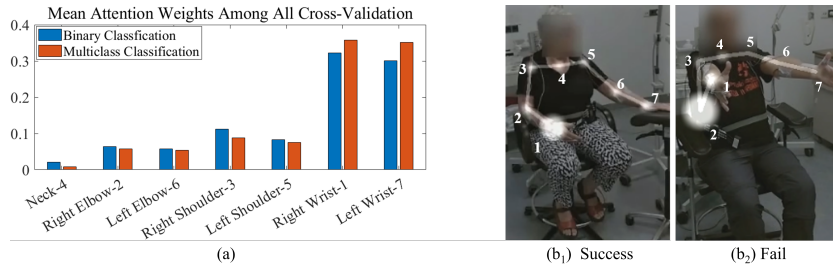 Mean Attention Weights Among All Cross-Validation
0.4
0.3
0.2
0.1
0
Binary Classfication
Multiclass Classification
Neck-4
Right Elbow-2
Left Elbow-6
Right Shoulder-3
Left Shoulder-5
Right Wrist-1
Left Wrist-7
(a)
3
4
5
6
7
2
1
(b1) Success
3
4
5
6
7
1
2
(b2) Fail